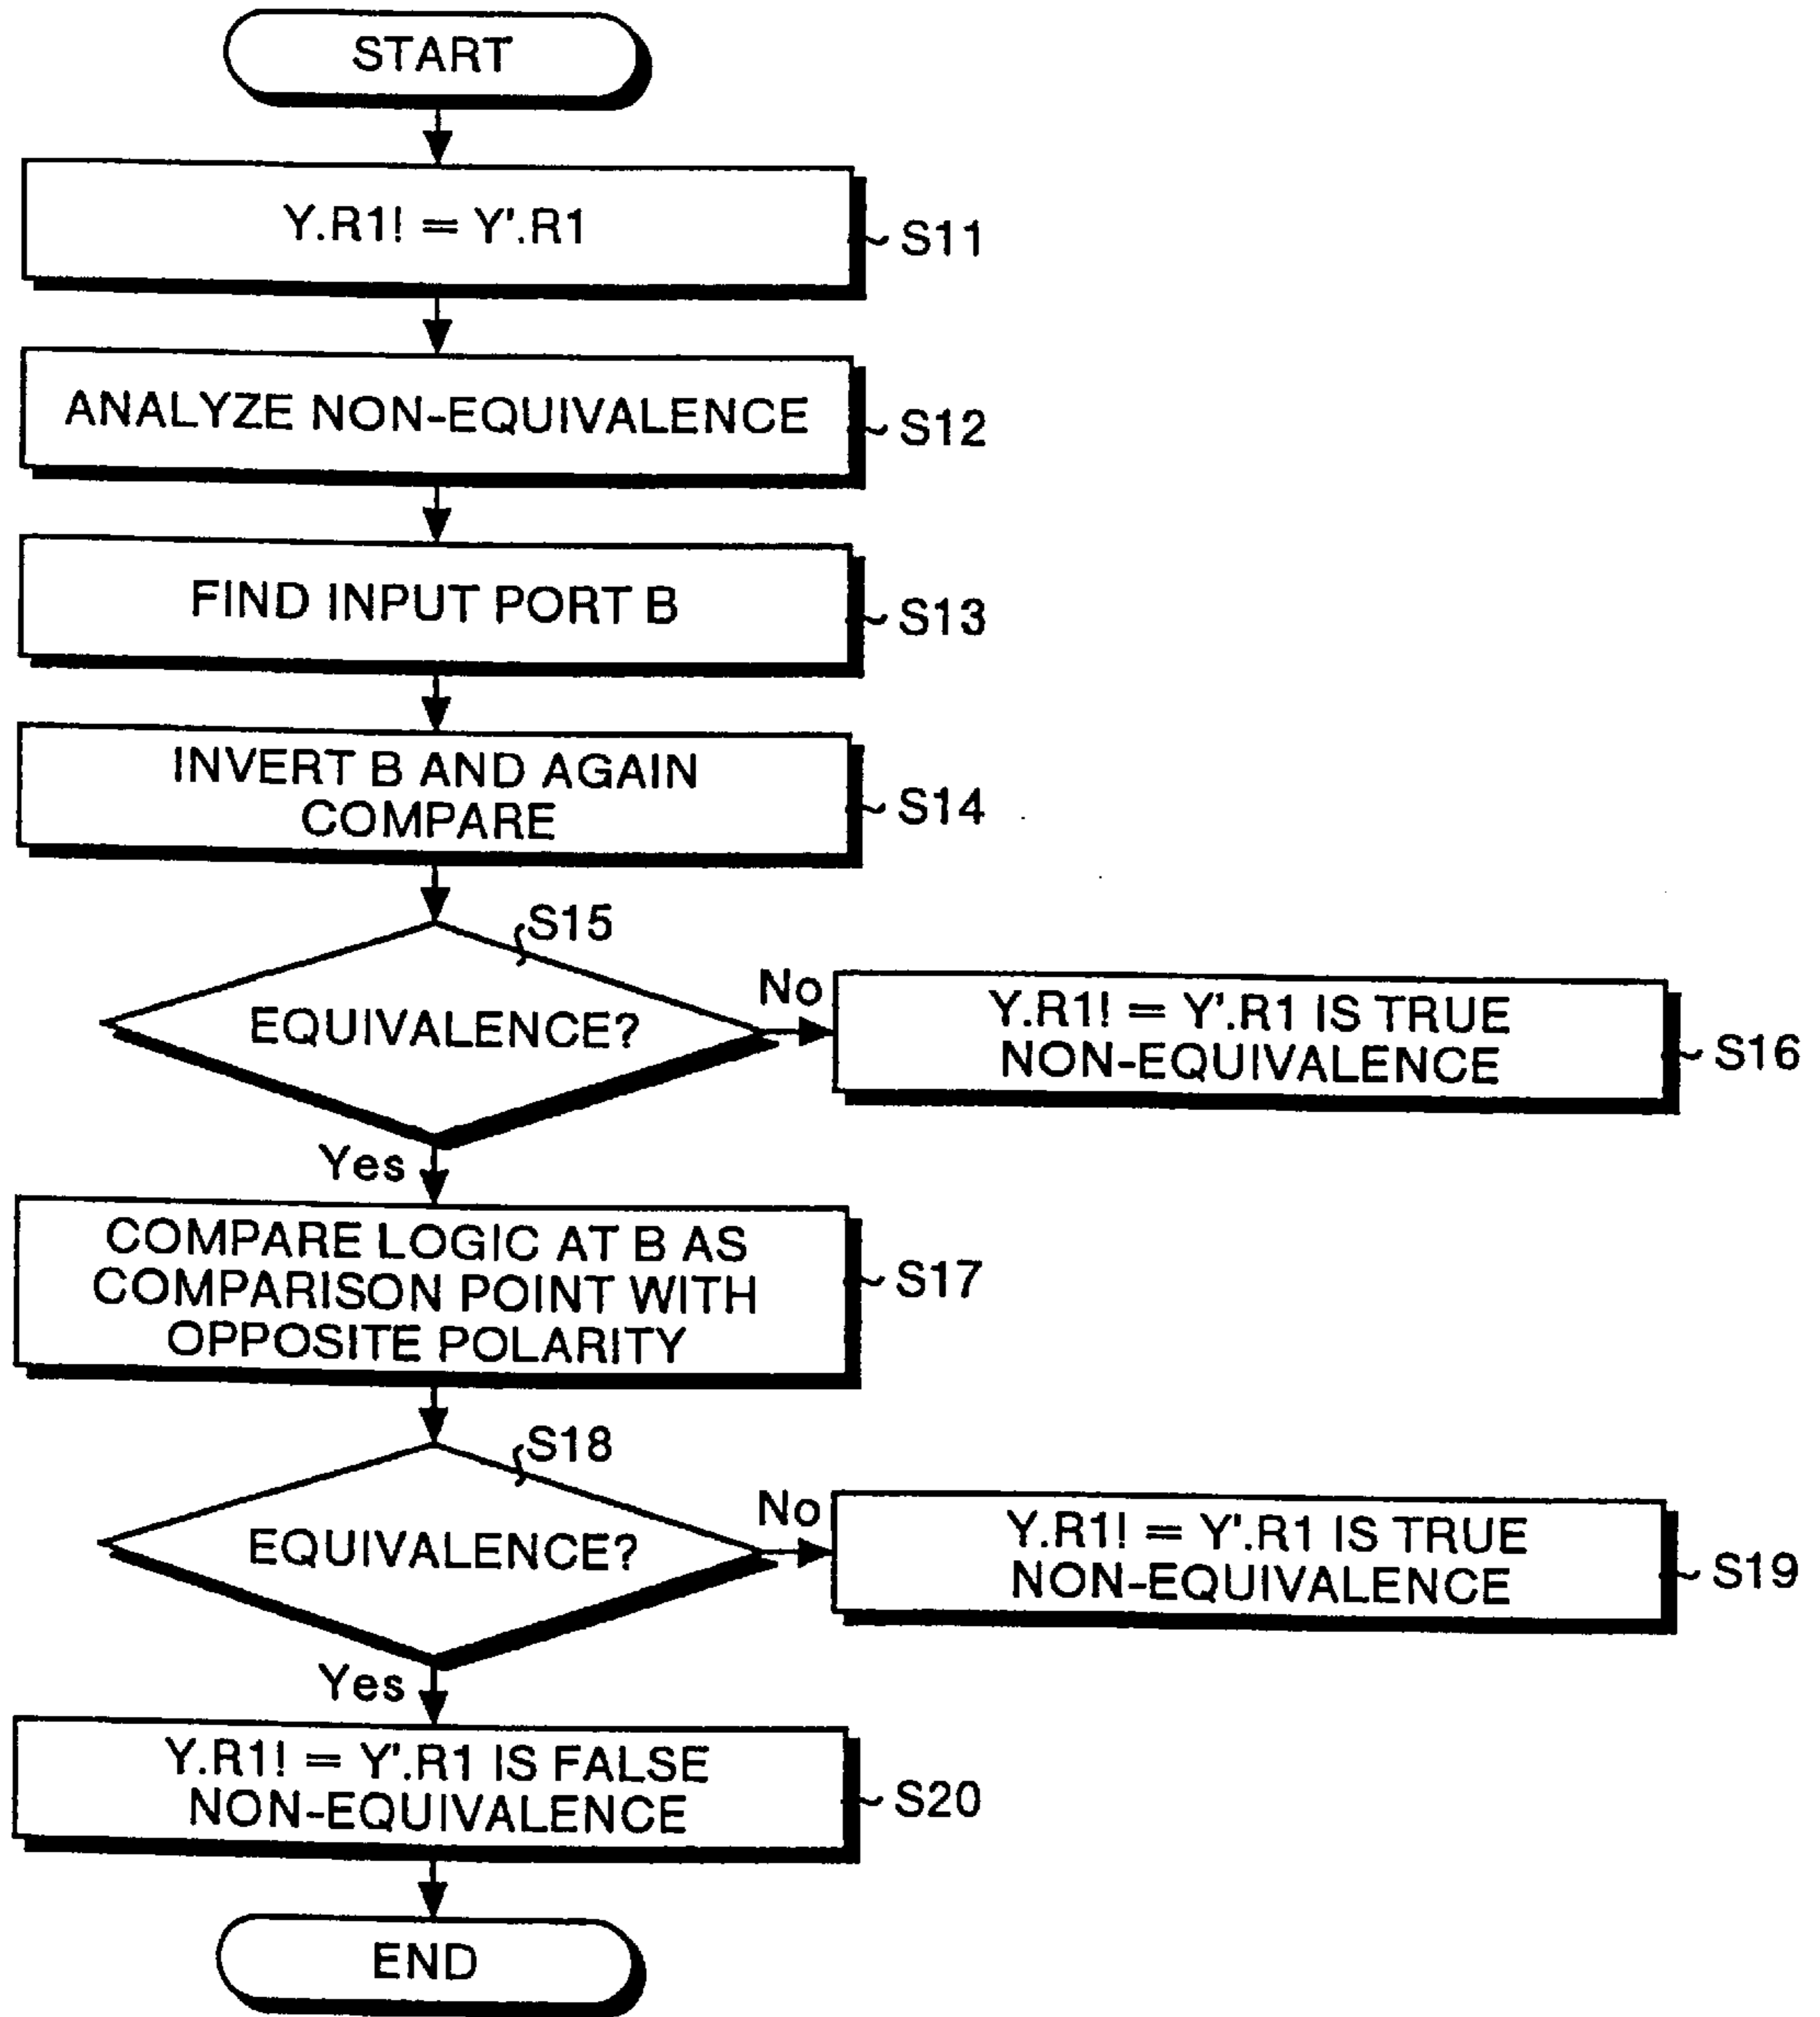 START
Y.R1! = Y'.R1
S11
ANALYZE NON-EQUIVALENCE
S12
FIND INPUT PORT B
S13
INVERT B AND AGAIN
COMPARE
S14
S15
EQUIVALENCE?
No
Y.R1! = Y'.R1 IS TRUE
NON-EQUIVALENCE
S16
Yes
COMPARE LOGIC AT B AS
COMPARISON POINT WITH
OPPOSITE POLARITY
S17
S18
EQUIVALENCE?
No
Y.R1! = Y'.R1 IS TRUE
NON-EQUIVALENCE
S19
Yes
Y.R1! = Y'.R1 IS FALSE
NON-EQUIVALENCE
S20
END